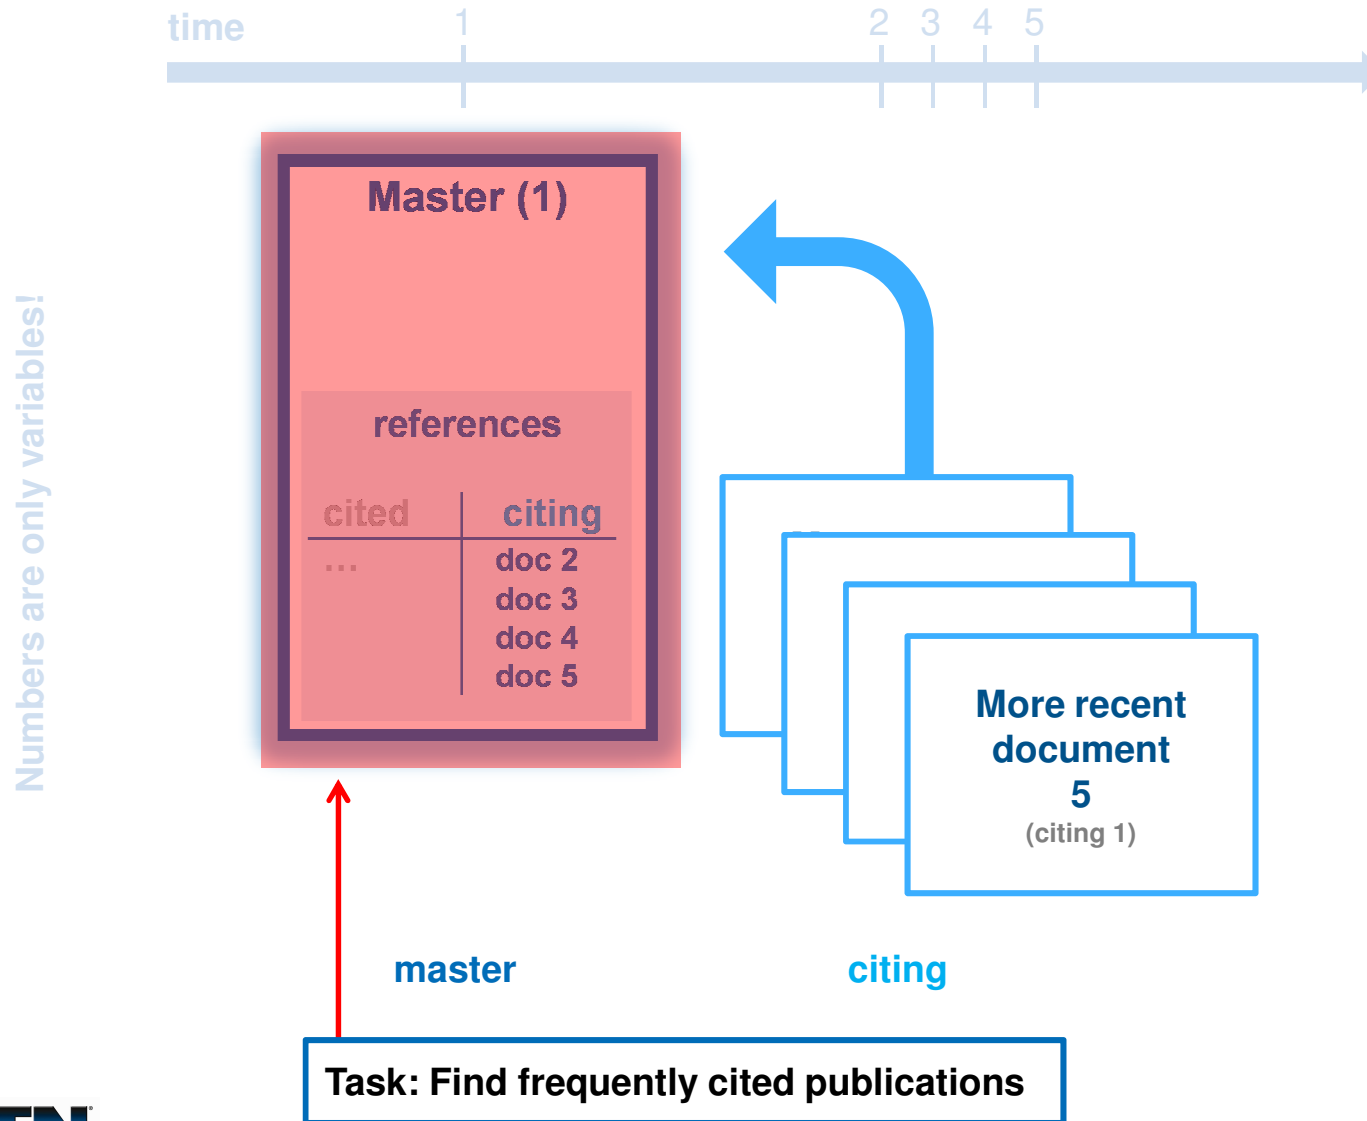 time
1
2 3 4 5
Numbers are only variables!
Master (1)
references
cited citing
... doc 2
doc 3
doc 4
doc 5
More recent
document
5
(citing 1)
master
citing
Task: Find frequently cited publications